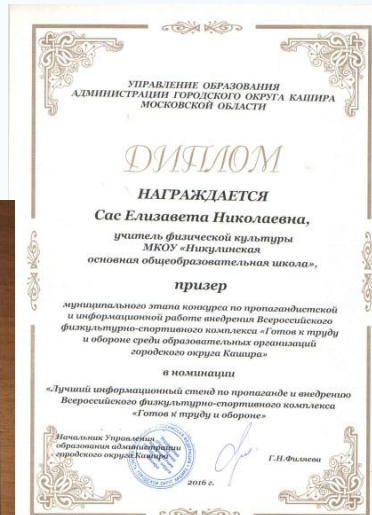 УПРАВЛЕНИЕ ОБРАЗОВАНИЯ
АДМИНИСТРАЦИИ ГОРОДСКОГО ОКРУГА КАШИРА
МОСКОВСКОЙ ОБЛАСТИ
ДИПЛОМ
НАГРАЖДАЕТСЯ
Сас Елизавета Николаевна,
учитель физической культуры
МКОУ «Никулинская
основная общеобразовательная школа»,
призер
муниципального этапа конкурса по пропагандистской
и информационной работе внедрения Всероссийского
физкультурно-спортивного комплекса «Готов к труду
и обороне среди образовательных организаций
городского округа Кашира»
в номинации
«Лучший информационный стенд по пропаганде и внедрению
Всероссийского физкультурно-спортивного комплекса
«Готов к труду и обороне»
Начальник Управления
образования администрации
городского округа Кашира
Г.Н.Филяева
2016 г.